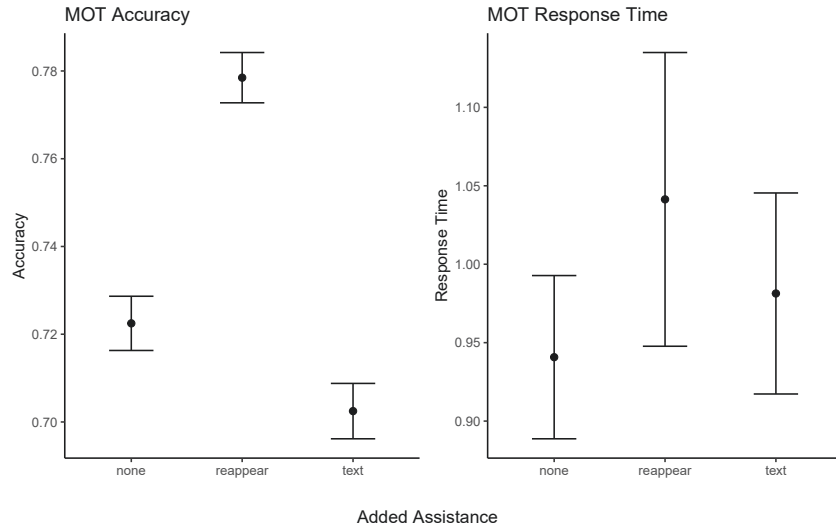 MOT Accuracy
Accuracy
0.78
0.76
0.74
0.72
0.70
none reappear text
MOT Response Time
Response Time
1.10
1.05
1.00
0.95
0.90
none reappear text
Added Assistance